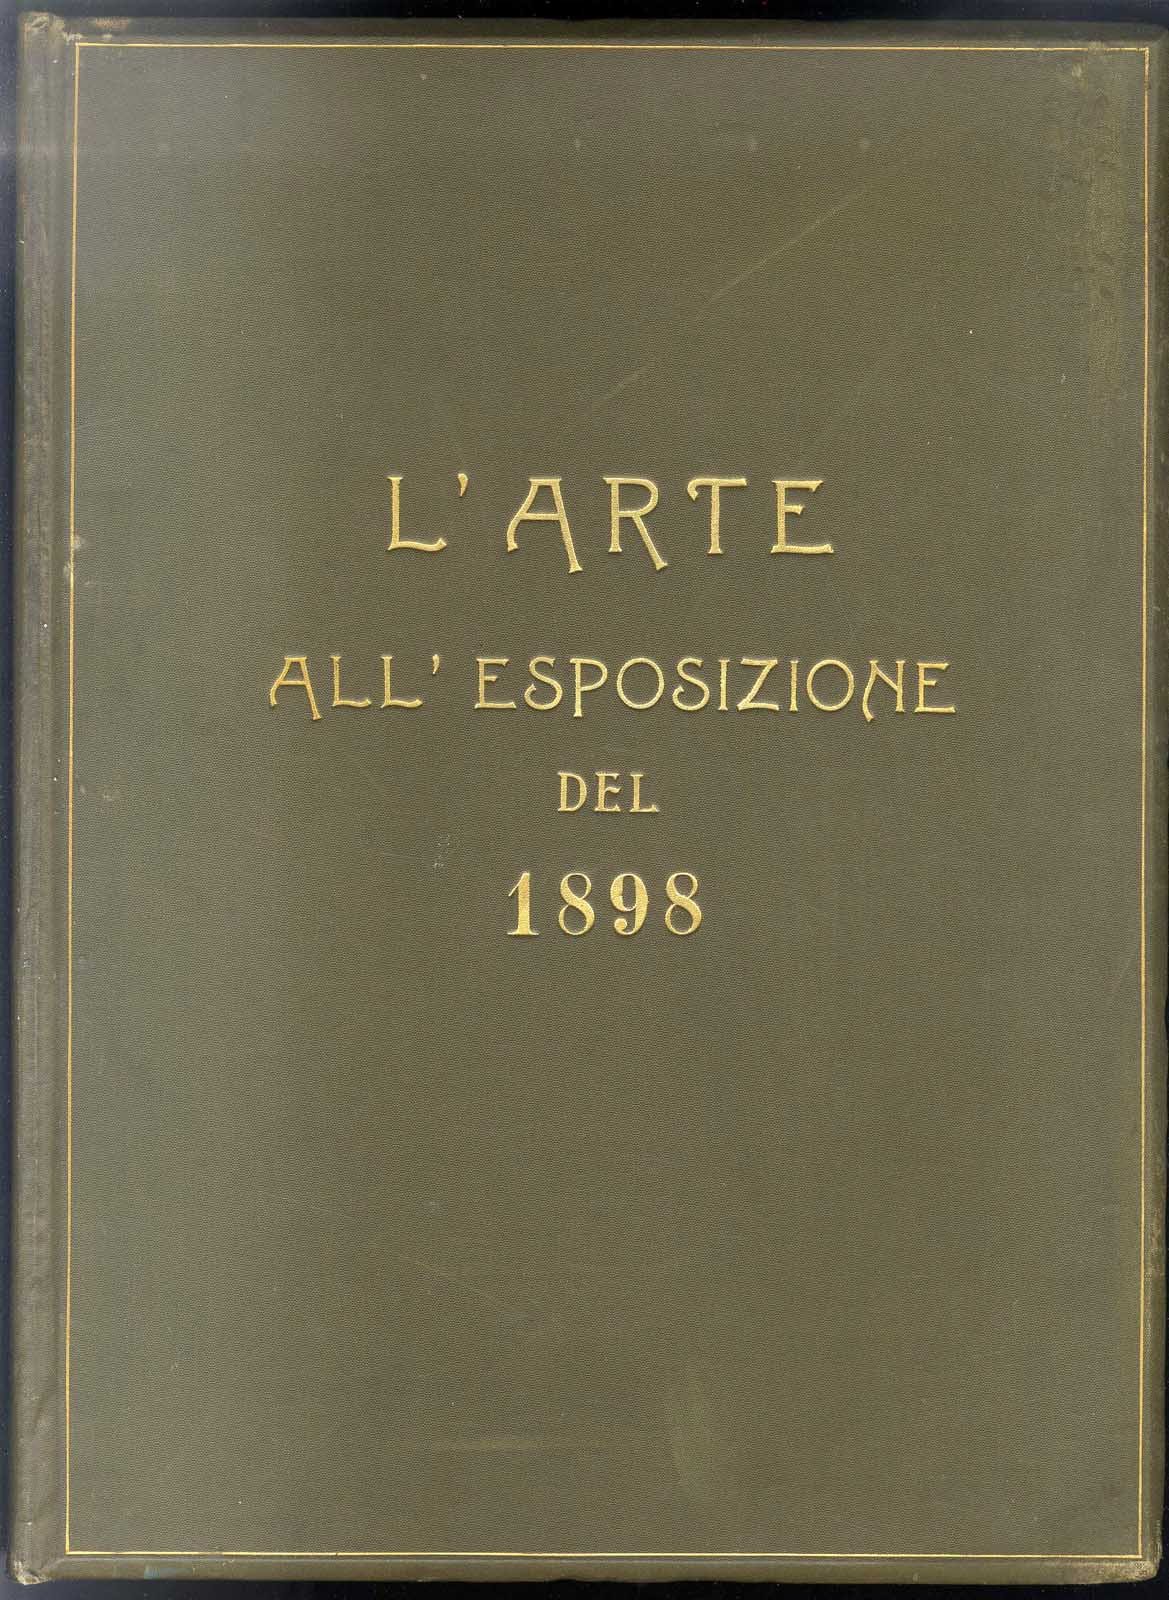 L'ARTE
ALL' ESPOSIZIONE
DEL
1898